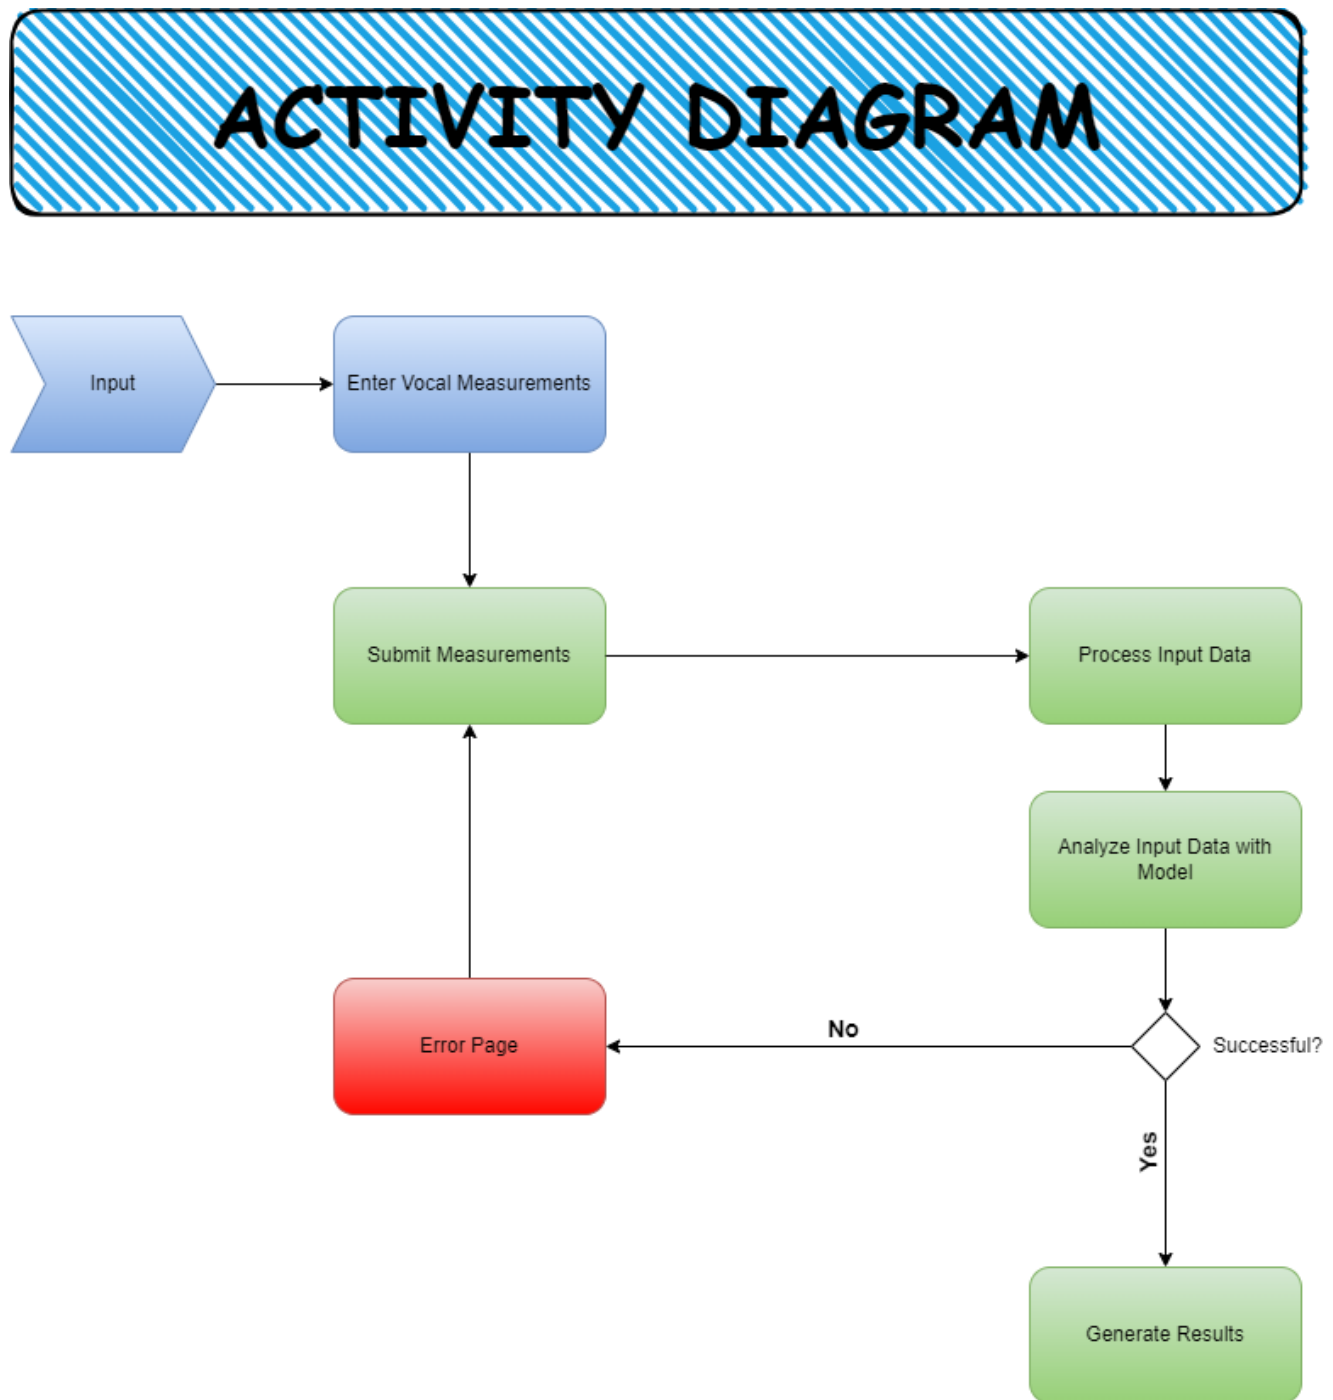 ACTIVITY DIAGRAM
Input
Enter Vocal Measurements
Submit Measurements
Process Input Data
Analyze Input Data with
Model
Error Page
No
Successful?
Yes
Generate Results